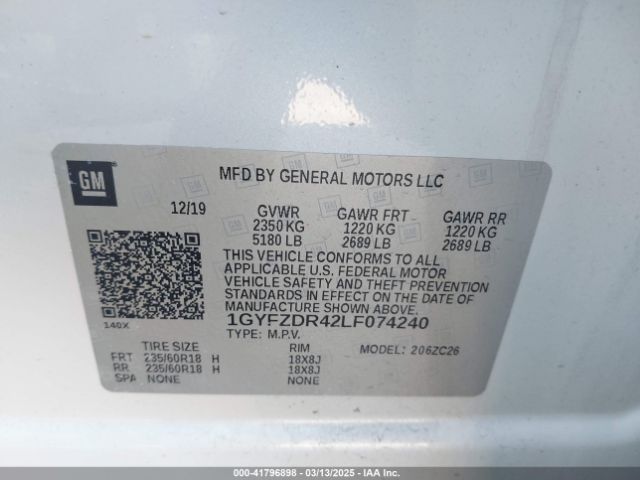 GM
MFD BY GENERAL MOTORS LLC
12/19 GVWR GAWR FRT GAWR RR
2350 KG 1220 KG 1220 KG
5180 LB 2689 LB 2689 LB
THIS VEHICLE CONFORMS TO ALL
APPLICABLE U.S. FEDERAL MOTOR
VEHICLE SAFETY AND THEFT PREVENTION
STANDARDS IN EFFECT ON THE DATE OF
MANUFACTURE SHOWN ABOVE.
140X
1GYFZDR42LF074240
TYPE: M.P.V.
TIRE SIZE RIM MODEL: 206ZC26
FRT 235/60R18 H 18X8J
RR 235/60R18 H 18X8J
SPA NONE NONE
000-41796898 - 03/13/2025 - IAAI.COM